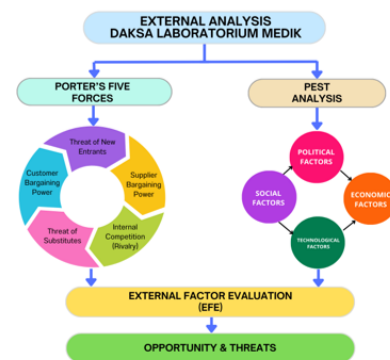 EXTERNAL ANALYSIS
DAKSA LABORATORIUM MEDIK
PORTER'S FIVE
FORCES
PEST
ANALYSIS
Threat of New
Entrants
Customer
Bargaining
Power
Supplier
Bargaining
Power
Threat of
Substitutes
Internal
Competition
(Rivalry)
POLITICAL
FACTORS
SOCIAL
FACTORS
ECONOMIC
FACTORS
TECHNOLOGICAL
FACTORS
EXTERNAL FACTOR EVALUATION
(EFE)
OPPORTUNITY & THREATS